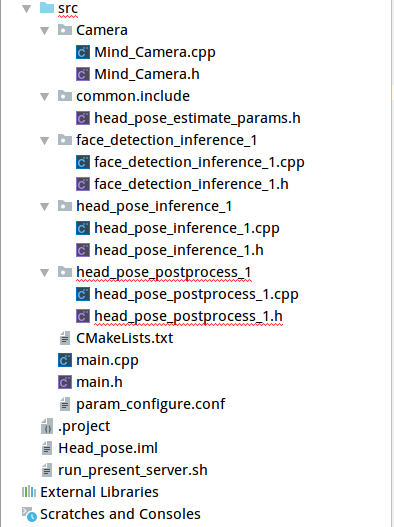 src
Camera
Mind_Camera.cpp
Mind_Camera.h
common.include
head_pose_estimate_params.h
face_detection_inference_1
face_detection_inference_1.cpp
face_detection_inference_1.h
head_pose_inference_1
head_pose_inference_1.cpp
head_pose_inference_1.h
head_pose_postprocess_1
head_pose_postprocess_1.cpp
head_pose_postprocess_1.h
CMakeLists.txt
main.cpp
main.h
param_configure.conf
.project
Head_pose.iml
run_present_server.sh
External Libraries
Scratches and Consoles